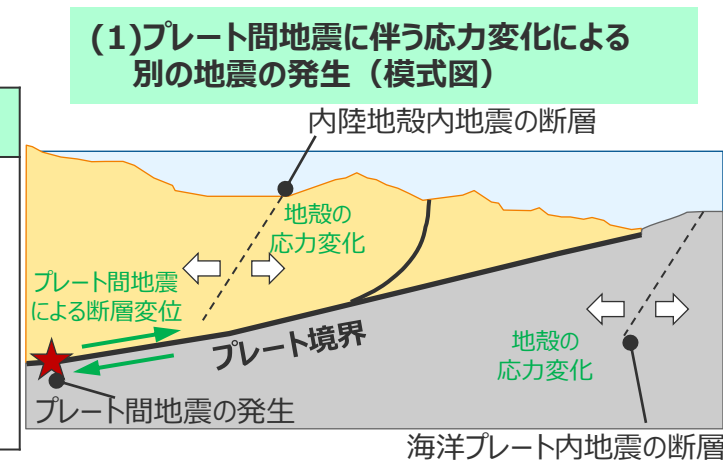 (1)プレート間地震に伴う応力変化による
別の地震の発生（模式図）
内陸地殻内地震の断層
地殻の
応力変化
プレート間地震
による断層変位
プレート境界
地殻の
応力変化
プレート間地震の発生
海洋プレート内地震の断層